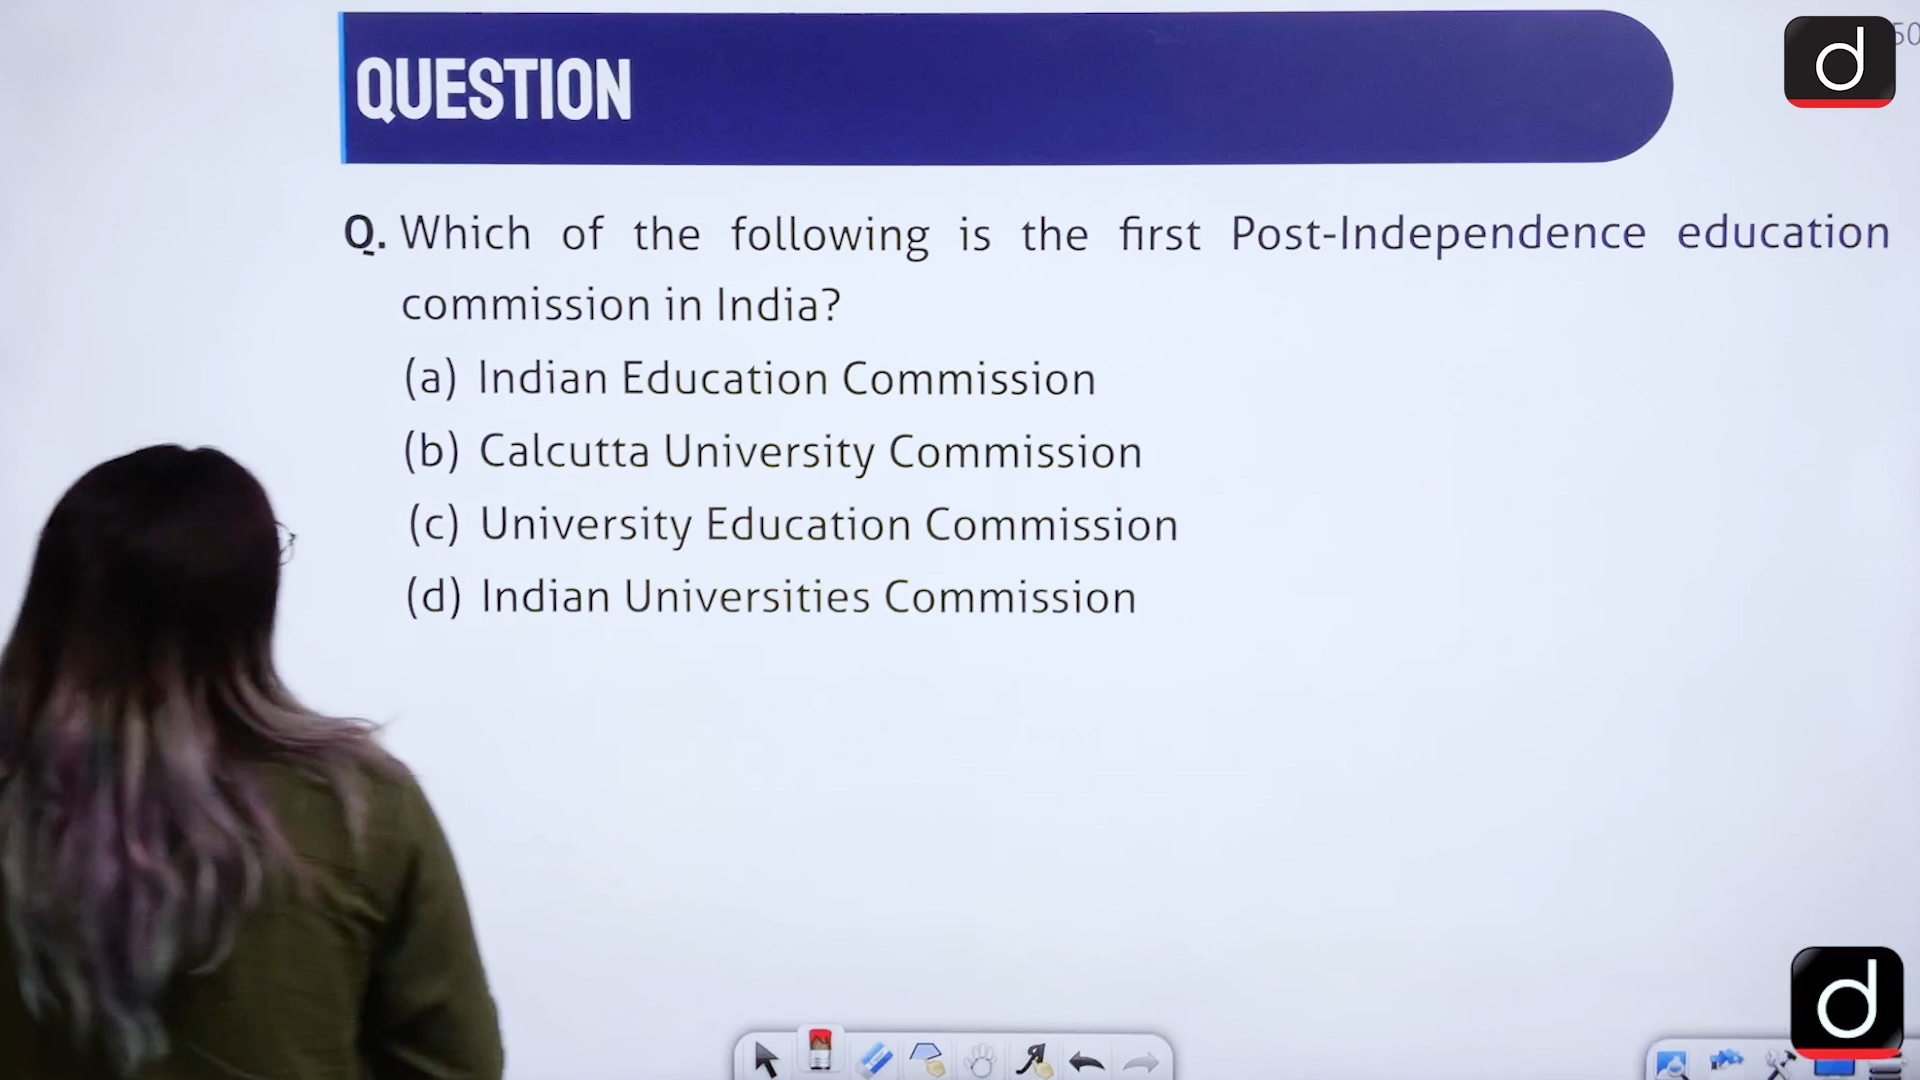 QUESTION
50
Q. Which of the following is the first Post-Independence education
commission in India?
(a) Indian Education Commission
(b) Calcutta University Commission
(c) University Education Commission
(d) Indian Universities Commission
d
d